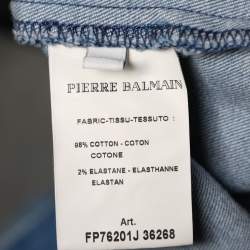 PIERRE BALMAIN
FABRIC-TISSU-TESSUTO :
98% COTTON - COTON
COTONE
2% ELASTANE - ELASTHANNE
ELASTAN
Art.
FP76201J 36268